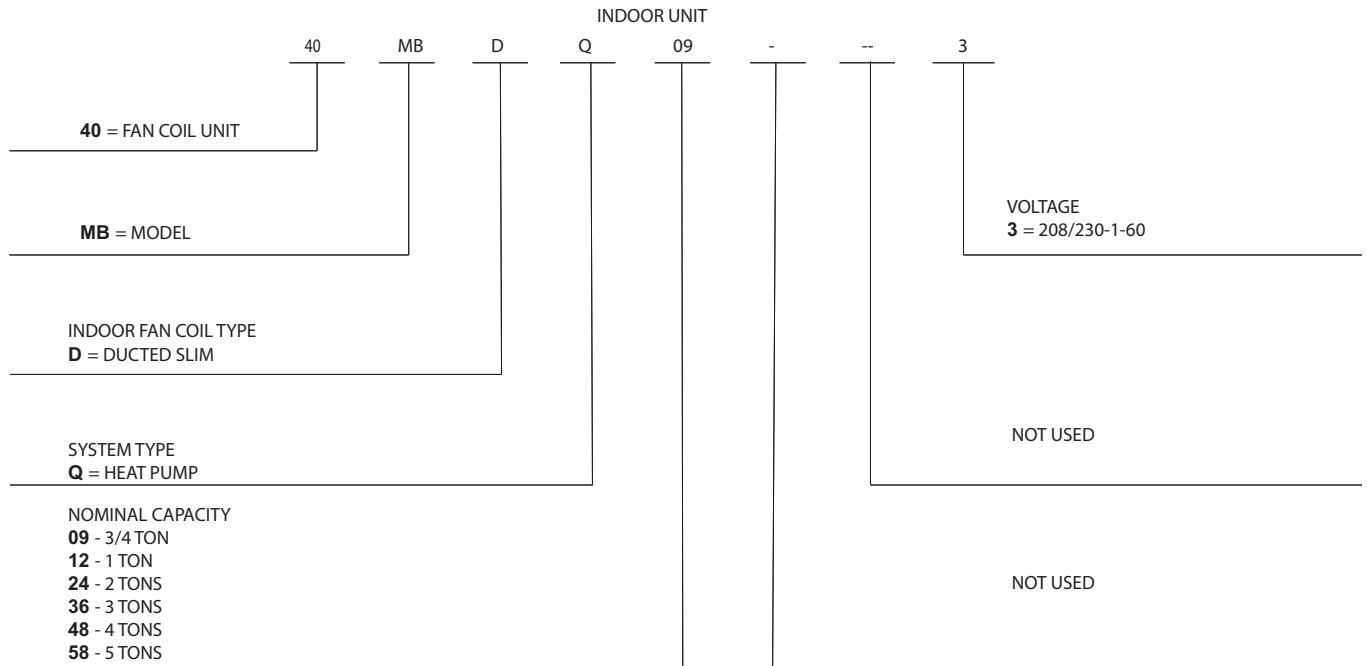 INDOOR UNIT
40 MB D Q 09 - -- 3
40 = FAN COIL UNIT
MB = MODEL
VOLTAGE
3 = 208/230-1-60
INDOOR FAN COIL TYPE
D = DUCTED SLIM
SYSTEM TYPE
Q = HEAT PUMP
NOT USED
NOMINAL CAPACITY
09 - 3/4 TON
12 - 1 TON
24 - 2 TONS
36 - 3 TONS
48 - 4 TONS
58 - 5 TONS
NOT USED